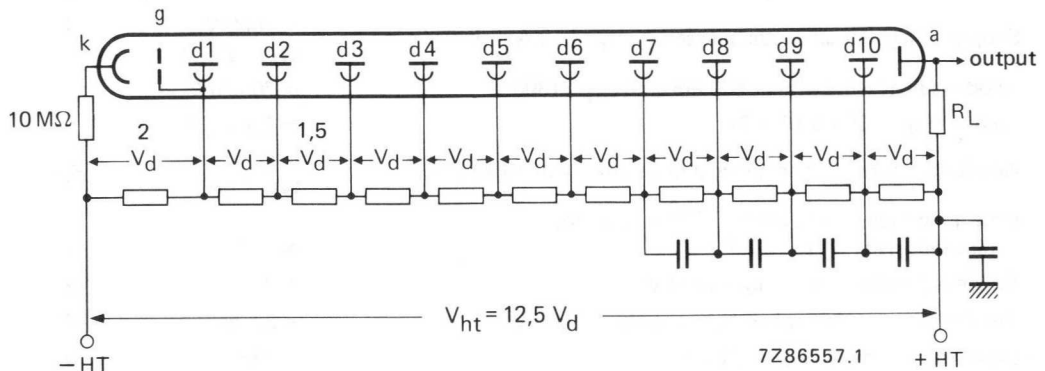 g
k
d1 d2 d3 d4 d5 d6 d7 d8 d9 d10
a
output
10 MΩ
R_L
2 1,5
V_d V_d V_d V_d V_d V_d V_d V_d V_d V_d V_d
V_ht = 12,5 V_d
7Z86557.1
– HT
+ HT